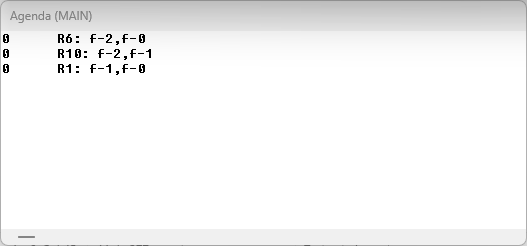 Agenda (MAIN)
0 R6: f-2,f-0
0 R10: f-2,f-1
0 R1: f-1,f-0